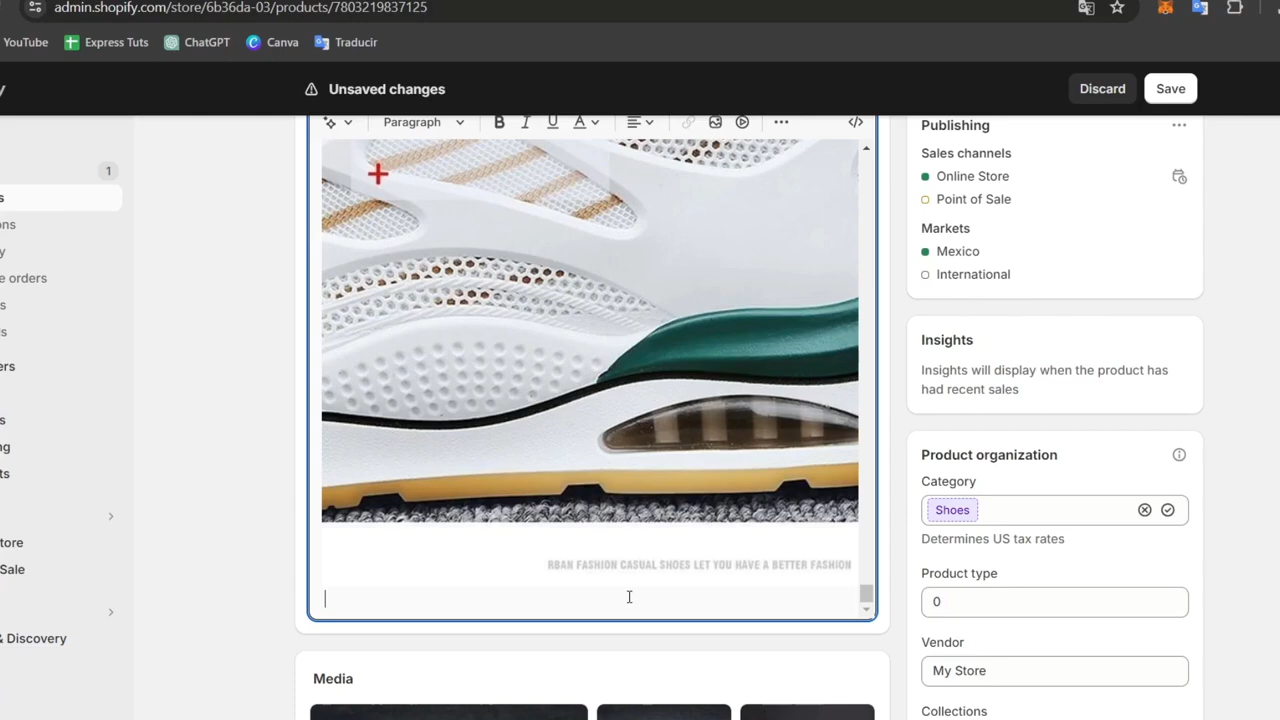 admin.shopify.com/store/6b36da-03/products/7803219837125
YouTube
Express Tuts
ChatGPT
Canva
Traducir
y
Unsaved changes
Discard
Save
Paragraph
B I U A
</>
1
s
ons
y
e orders
s
ls
ers
s
ng
ts
tore
Sale
& Discovery
RBAN FASHION CASUAL SHOES LET YOU HAVE A BETTER FASHION
Media
Publishing
Sales channels
Online Store
Point of Sale
Markets
Mexico
International
Insights
Insights will display when the product has
had recent sales
Product organization
Category
Shoes
Determines US tax rates
Product type
0
Vendor
My Store
Collections